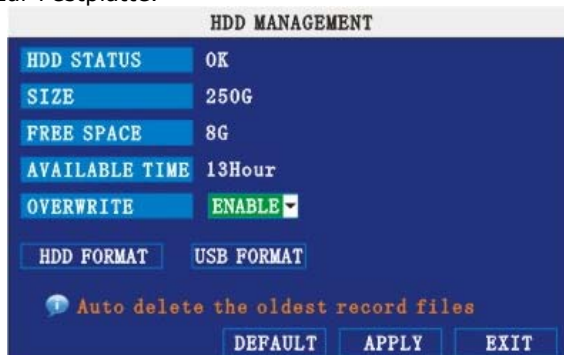 HDD MANAGEMENT
HDD STATUS OK
SIZE 250G
FREE SPACE 8G
AVAILABLE TIME 13Hour
OVERWRITE ENABLE
HDD FORMAT USB FORMAT
Auto delete the oldest record files
DEFAULT APPLY EXIT